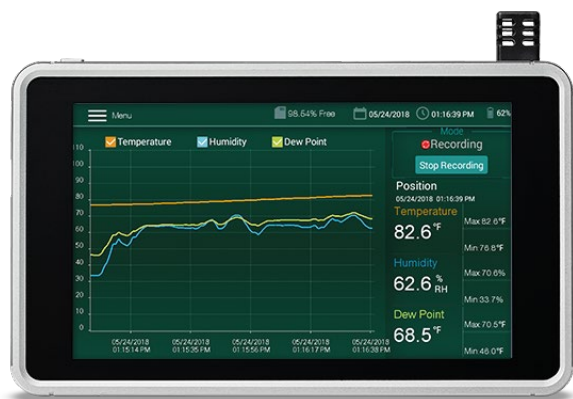 Menu
98.64% Free
05/24/2018
01:16:39 PM
62%
Temperature
Humidity
Dew Point
110
100
90
80
70
60
50
40
30
20
10
0
05/24/2018
01:15:14 PM
05/24/2018
01:15:35 PM
05/24/2018
01:15:56 PM
05/24/2018
01:16:17 PM
05/24/2018
01:16:38 PM
Mode
Recording
Stop Recording
Position
05/24/2018 01:16:39 PM
Temperature
82.6°F
Max 82.6°F
Min 76.8°F
Humidity
62.6 % RH
Max 70.6%
Min 33.7%
Dew Point
68.5°F
Max 70.5°F
Min 46.0°F